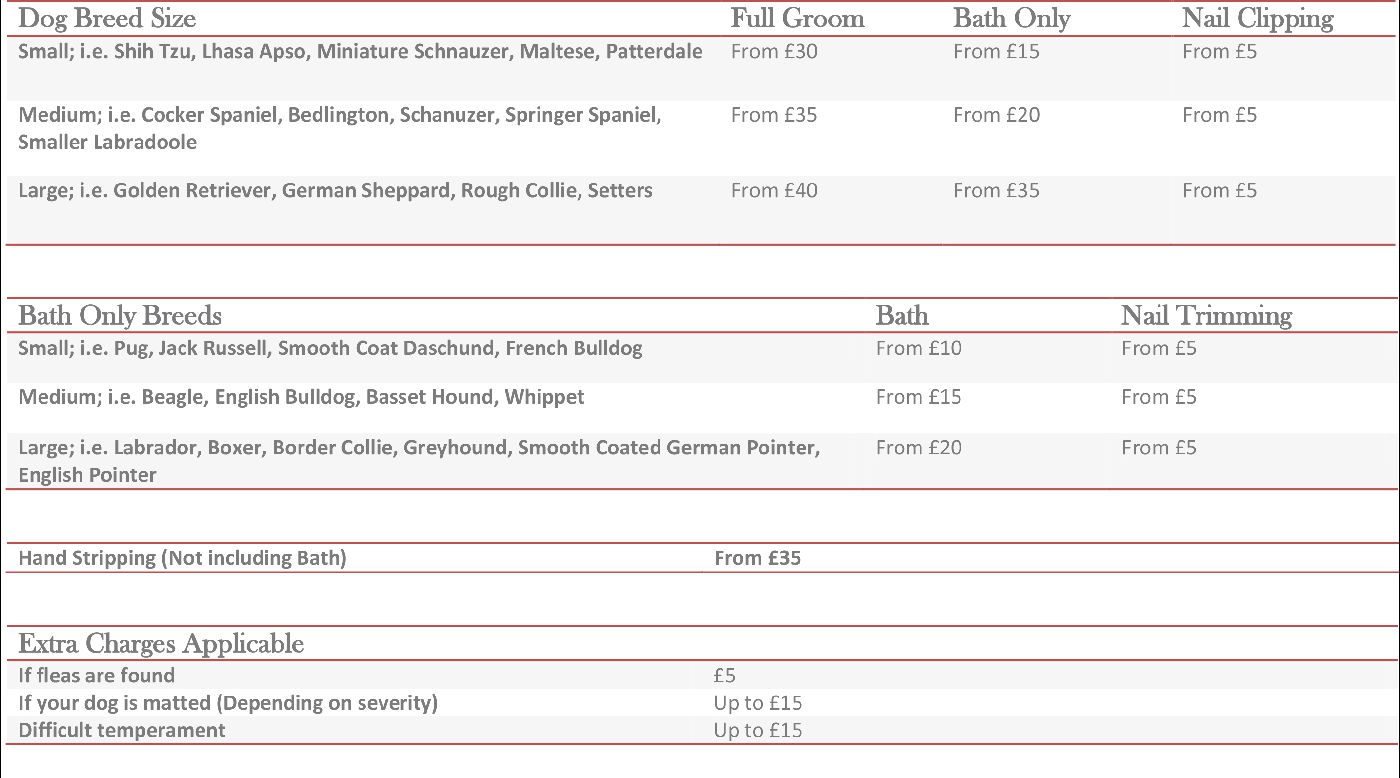 Dog Breed Size Full Groom Bath Only Nail Clipping
Small; i.e. Shih Tzu, Lhasa Apso, Miniature Schnauzer, Maltese, Patterdale From £30 From £15 From £5
Medium; i.e. Cocker Spaniel, Bedlington, Schanuzer, Springer Spaniel, From £35 From £20 From £5
Smaller Labradoole
Large; i.e. Golden Retriever, German Sheppard, Rough Collie, Setters From £40 From £35 From £5
Bath Only Breeds Bath Nail Trimming
Small; i.e. Pug, Jack Russell, Smooth Coat Daschund, French Bulldog From £10 From £5
Medium; i.e. Beagle, English Bulldog, Basset Hound, Whippet From £15 From £5
Large; i.e. Labrador, Boxer, Border Collie, Greyhound, Smooth Coated German Pointer, From £20 From £5
English Pointer
Hand Stripping (Not including Bath) From £35
Extra Charges Applicable
If fleas are found £5
If your dog is matted (Depending on severity) Up to £15
Difficult temperament Up to £15